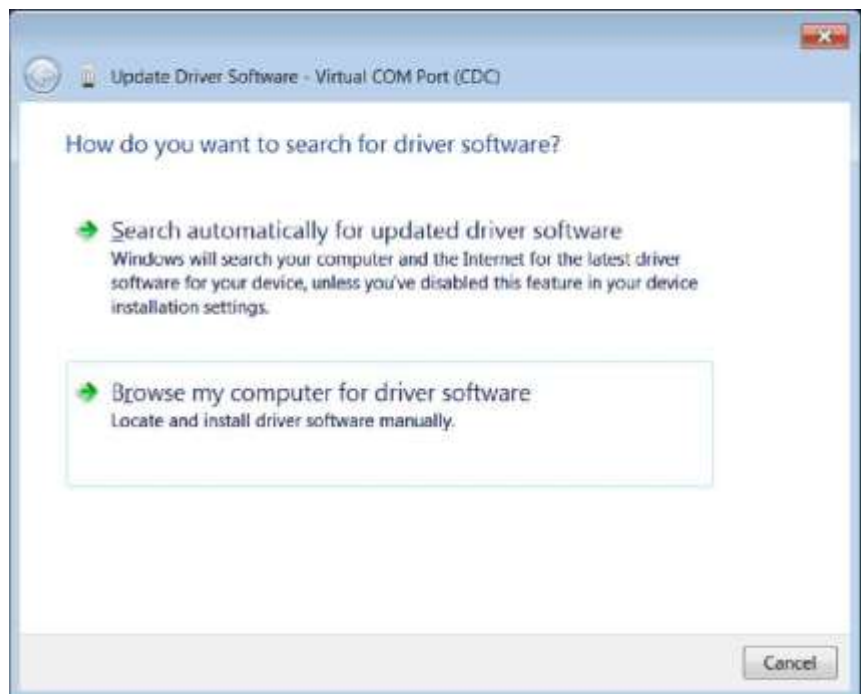 Update Driver Software - Virtual COM Port (CDC)
How do you want to search for driver software?
Search automatically for updated driver software
Windows will search your computer and the Internet for the latest driver
software for your device, unless you've disabled this feature in your device
installation settings.
Browse my computer for driver software
Locate and install driver software manually.
Cancel